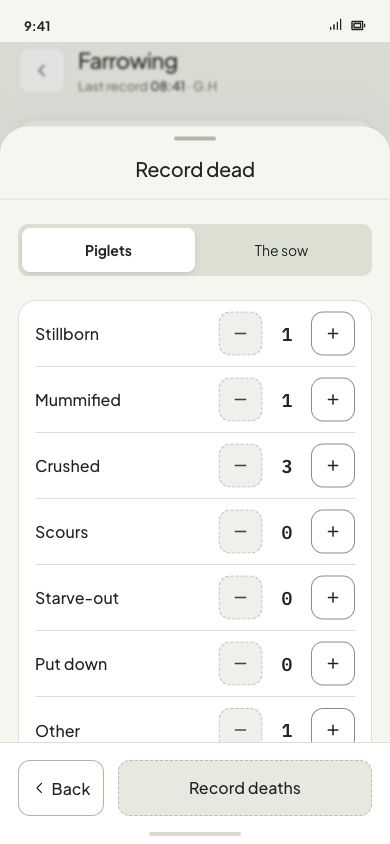 9:41
Farrowing
Last record 08:41 · G.H
Record dead
Piglets
The sow
Stillborn − 1 +
Mummified − 1 +
Crushed − 3 +
Scours − 0 +
Starve-out − 0 +
Put down − 0 +
Other − 1 +
Back
Record deaths